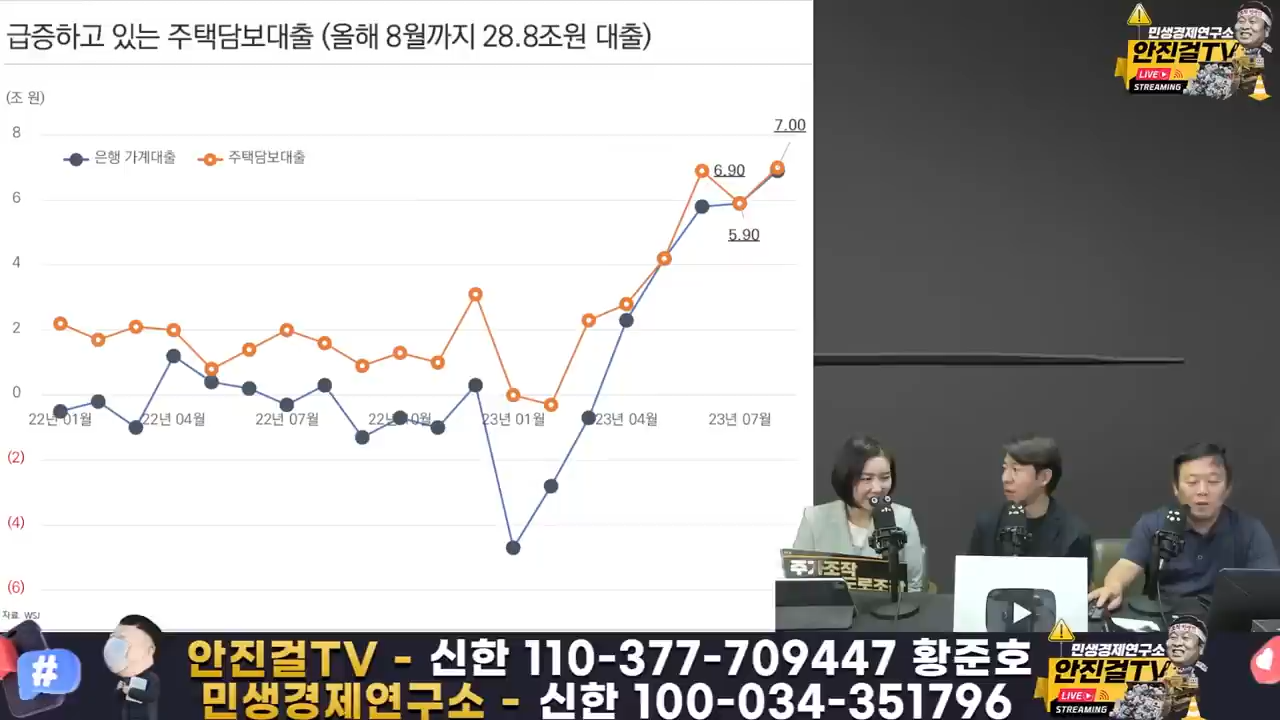 급증하고 있는 주택담보대출 (올해 8월까지 28.8조원 대출)
(조 원)
8
6
4
2
0
(2)
(4)
(6)
은행 가계대출
주택담보대출
7.00
6.90
5.90
22년 01월
22년 04월
22년 07월
22년 10월
23년 01월
23년 04월
23년 07월
자료: WSJ
민생경제연구소
안진걸TV
LIVE
STREAMING
주가조작
도로조작
#
안진걸TV - 신한 110-377-709447 황준호
민생경제연구소 - 신한 100-034-351796
민생경제연구소
안진걸TV
LIVE
STREAMING